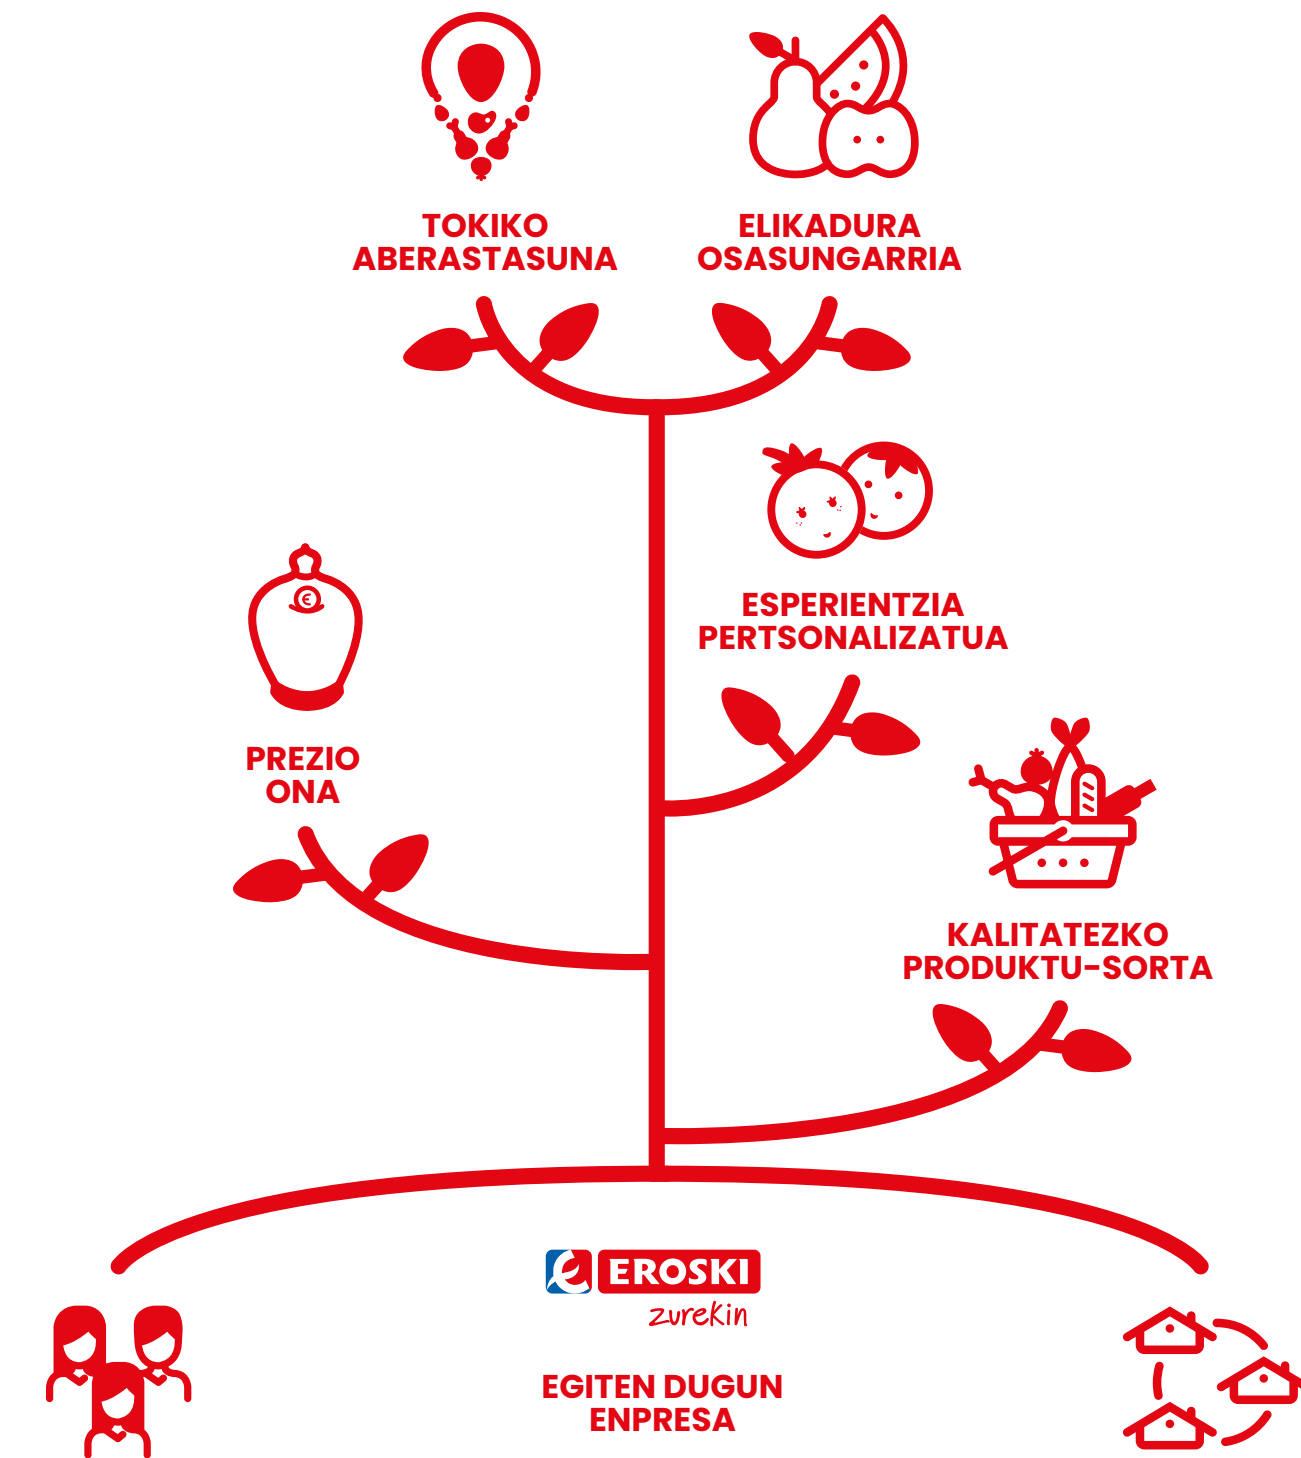 TOKIKO
ABERASTASUNA
ELIKADURA
OSASUNGARRIA
ESPERIENTZIA
PERTSONALIZATUA
€
PREZIO
ONA
KALITATEZKO
PRODUKTU-SORTA
EROSKI
zurekin
EGITEN DUGUN
ENPRESA